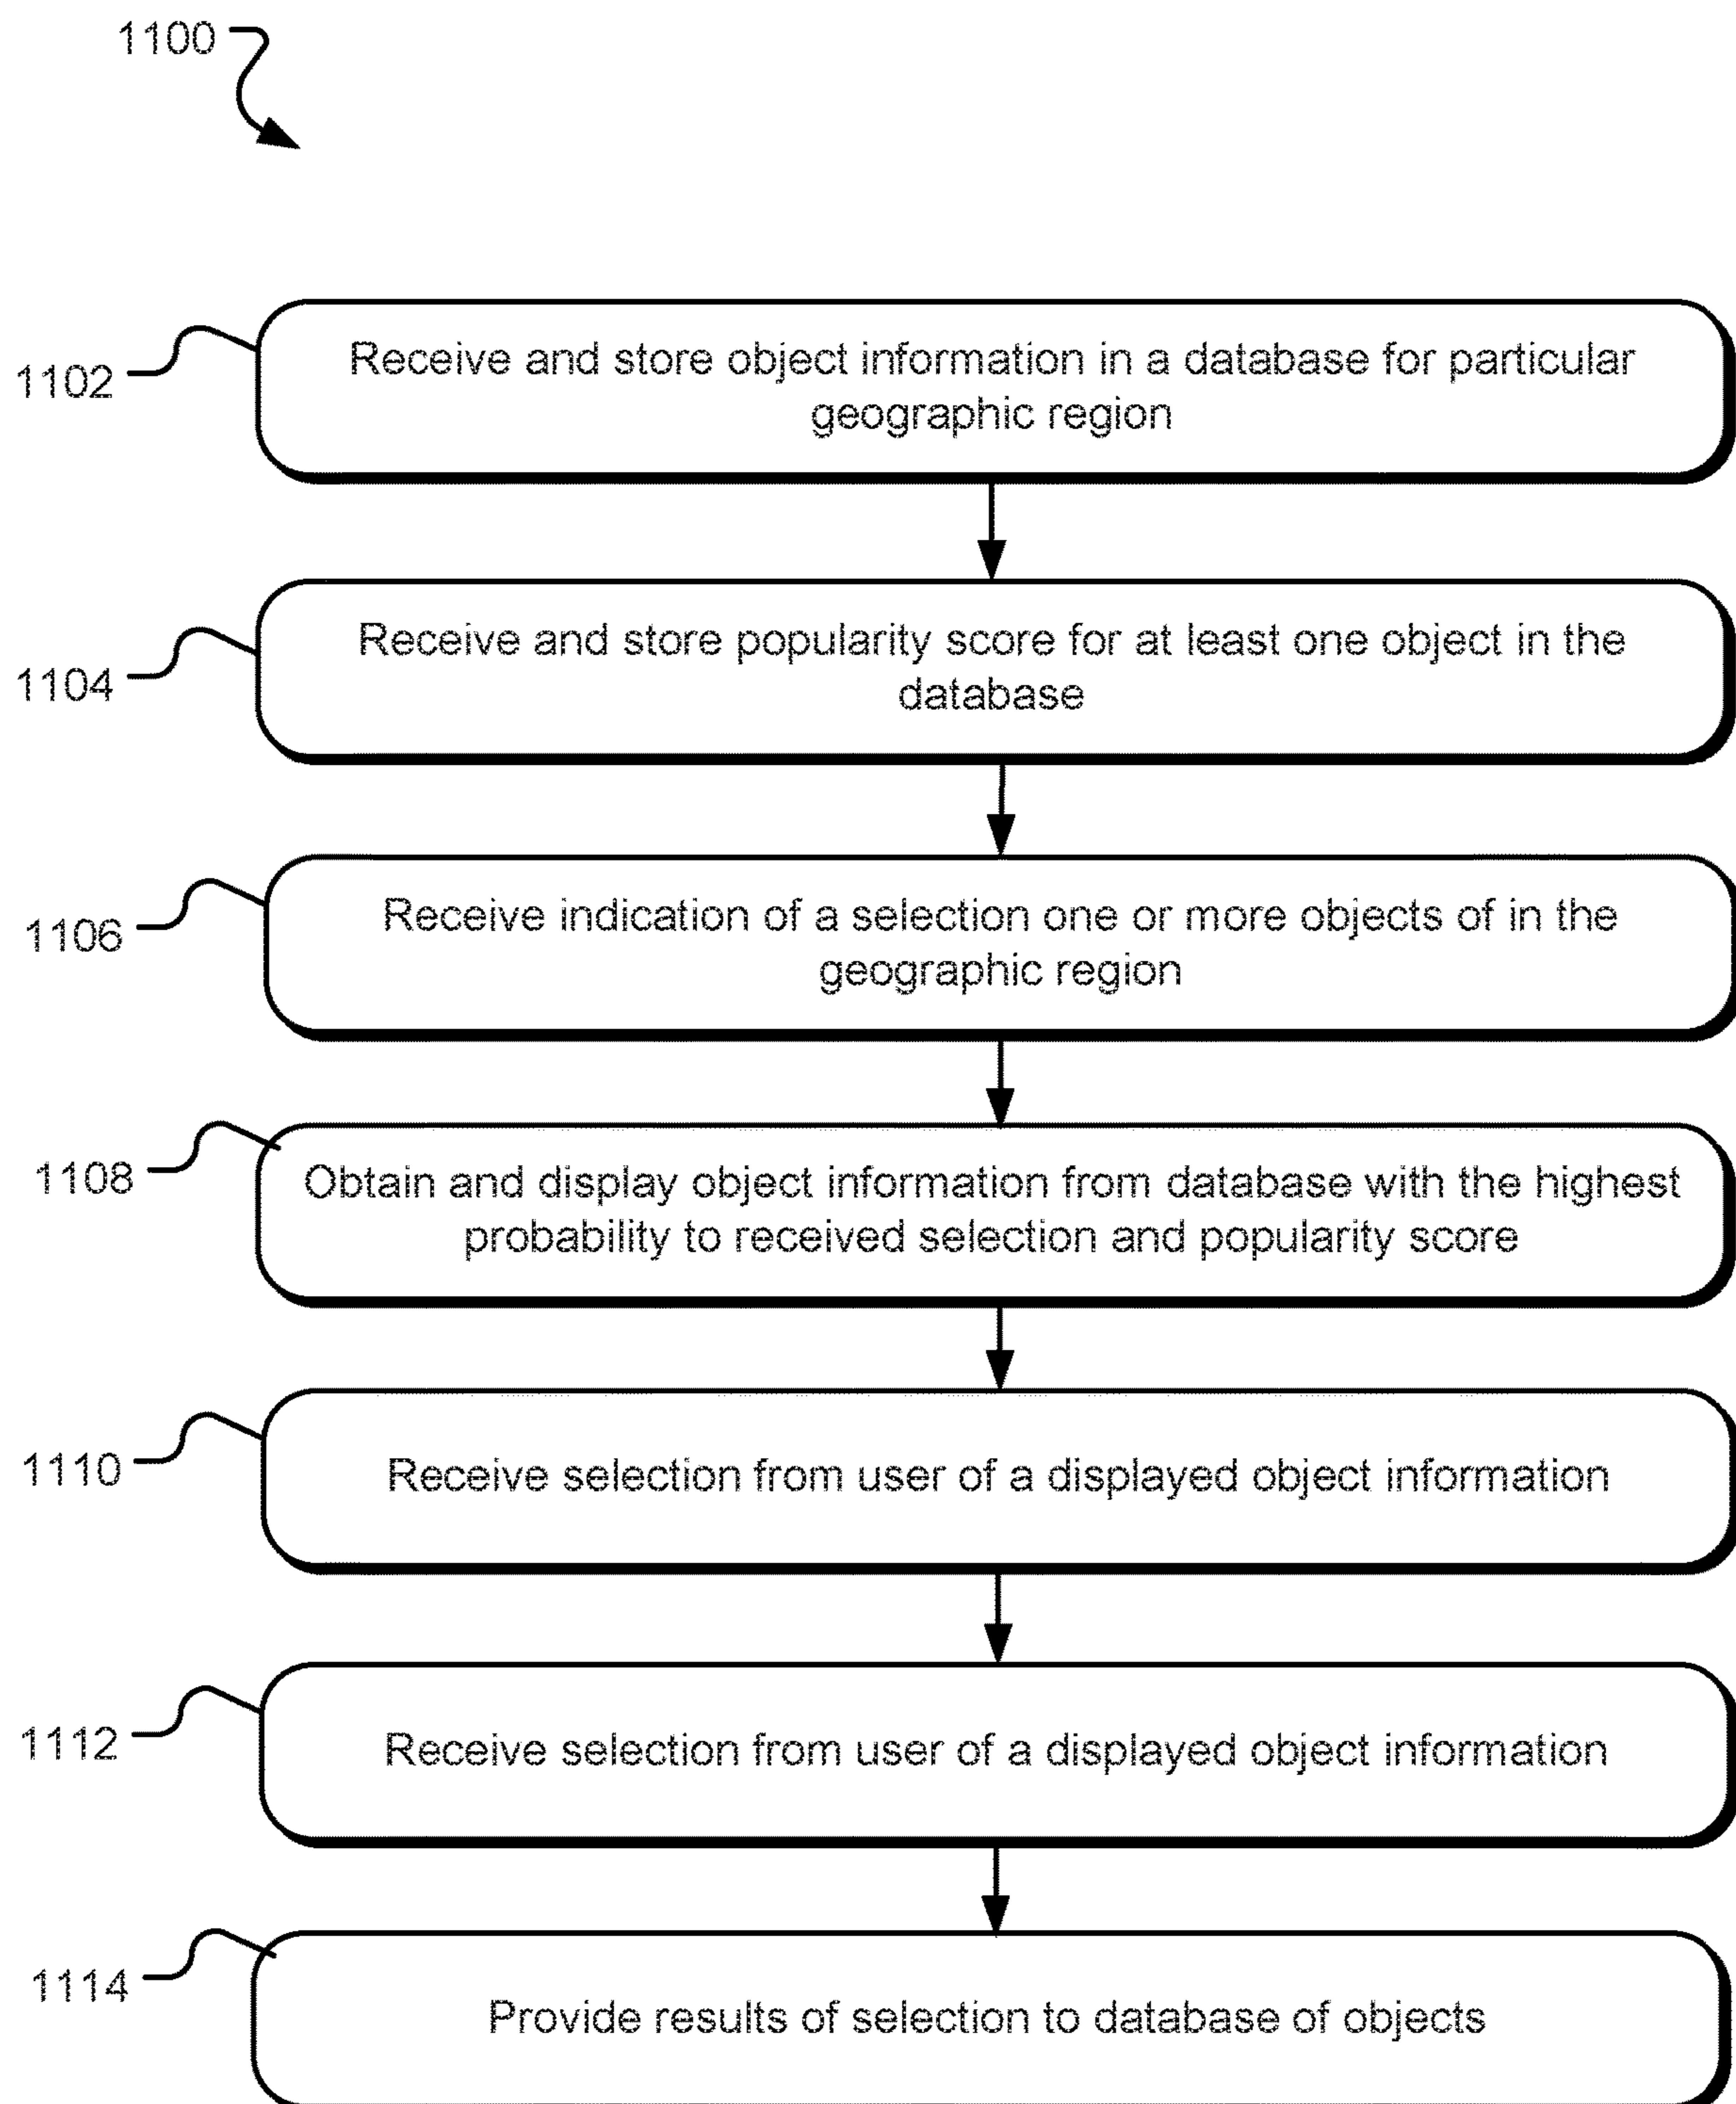 1100
1102
Receive and store object information in a database for particular
geographic region
1104
Receive and store popularity score for at least one object in the
database
1106
Receive indication of a selection one or more objects of in the
geographic region
1108
Obtain and display object information from database with the highest
probability to received selection and popularity score
1110
Receive selection from user of a displayed object information
1112
Receive selection from user of a displayed object information
1114
Provide results of selection to database of objects